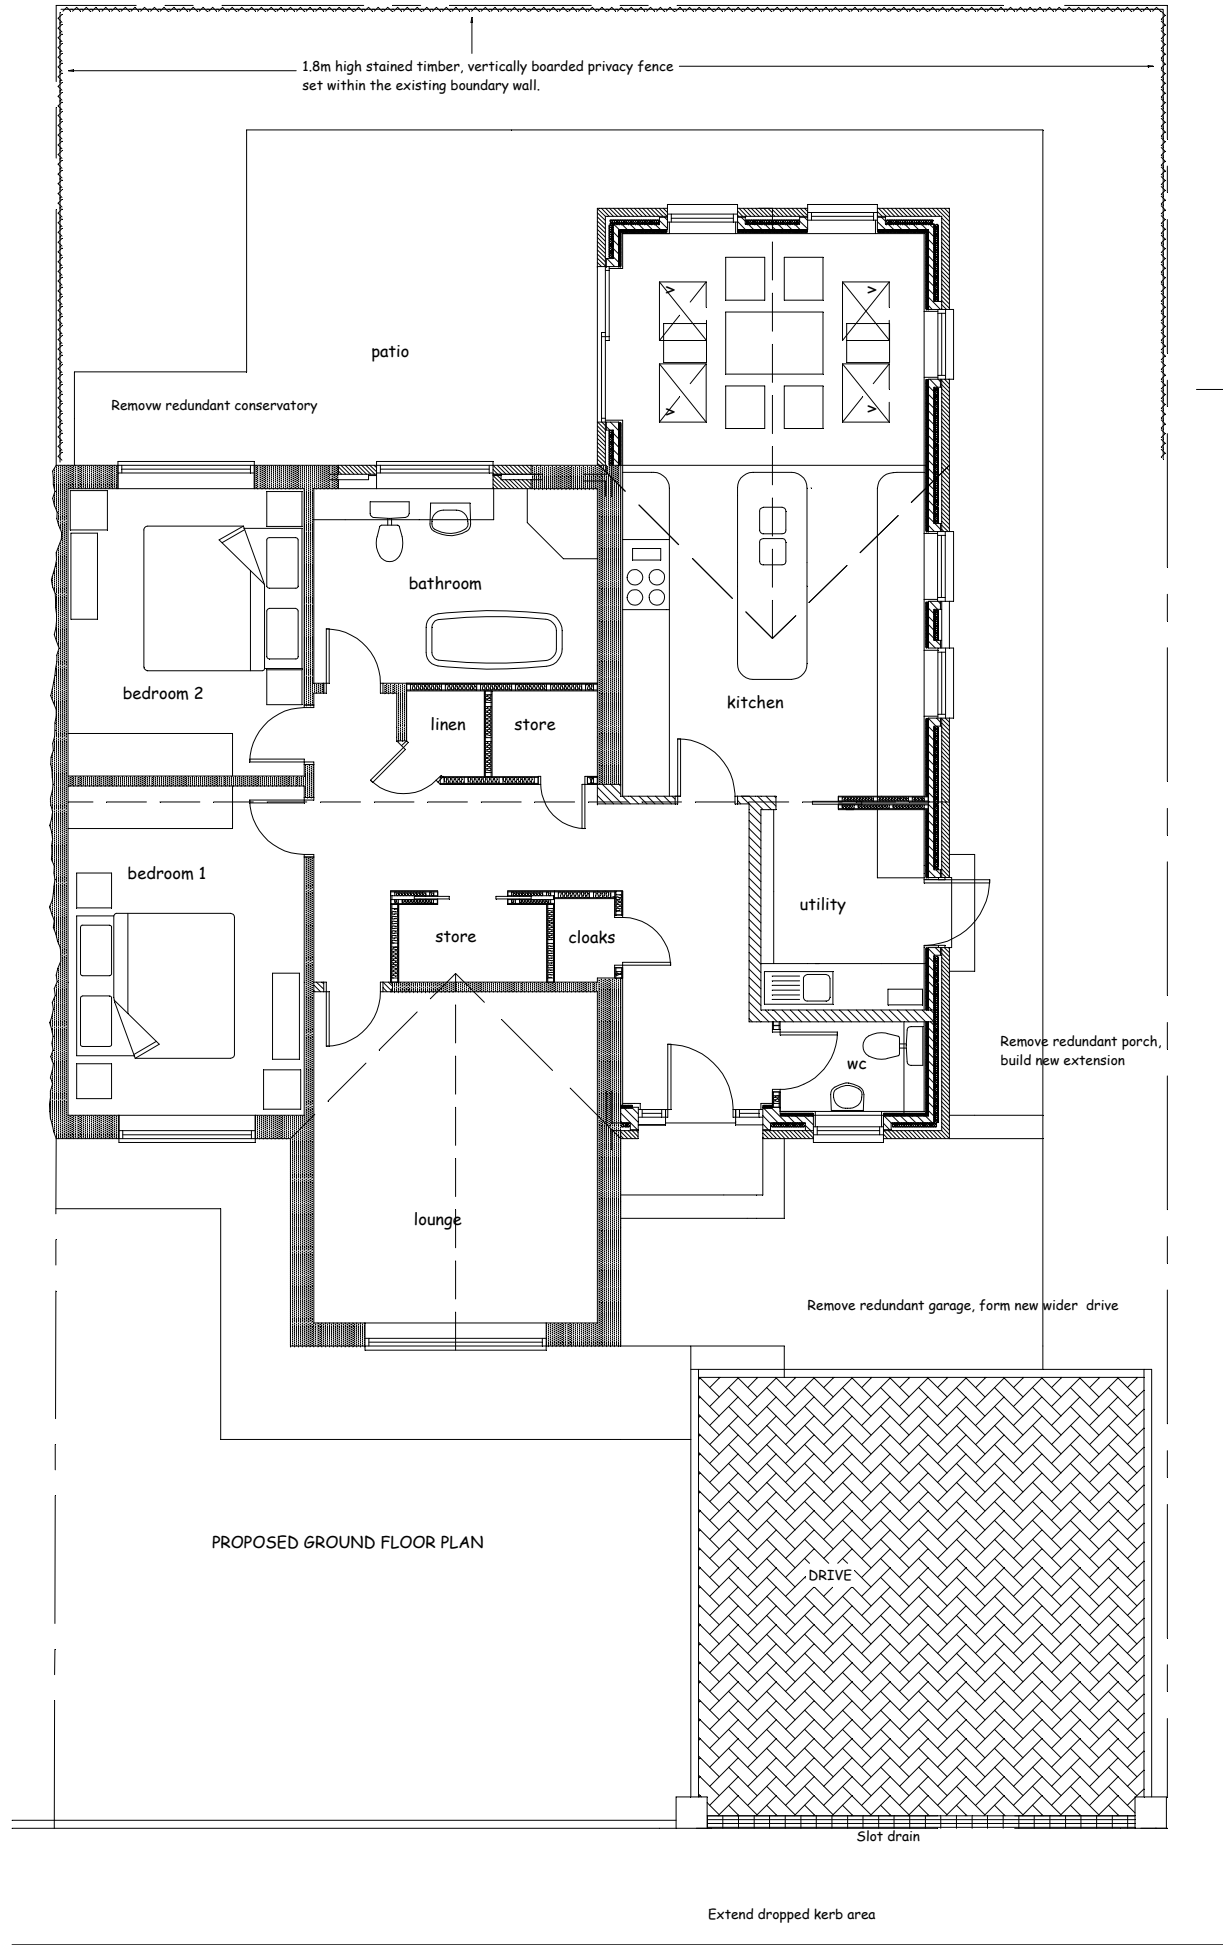 1.8m high stained timber, vertically boarded privacy fence
set within the existing boundary wall.
patio
Removw redundant conservatory
bathroom
bedroom 2
kitchen
linen
store
bedroom 1
utility
store
cloaks
Remove redundant porch,
build new extension
wc
lounge
Remove redundant garage, form new wider drive
PROPOSED GROUND FLOOR PLAN
DRIVE
Slot drain
Extend dropped kerb area